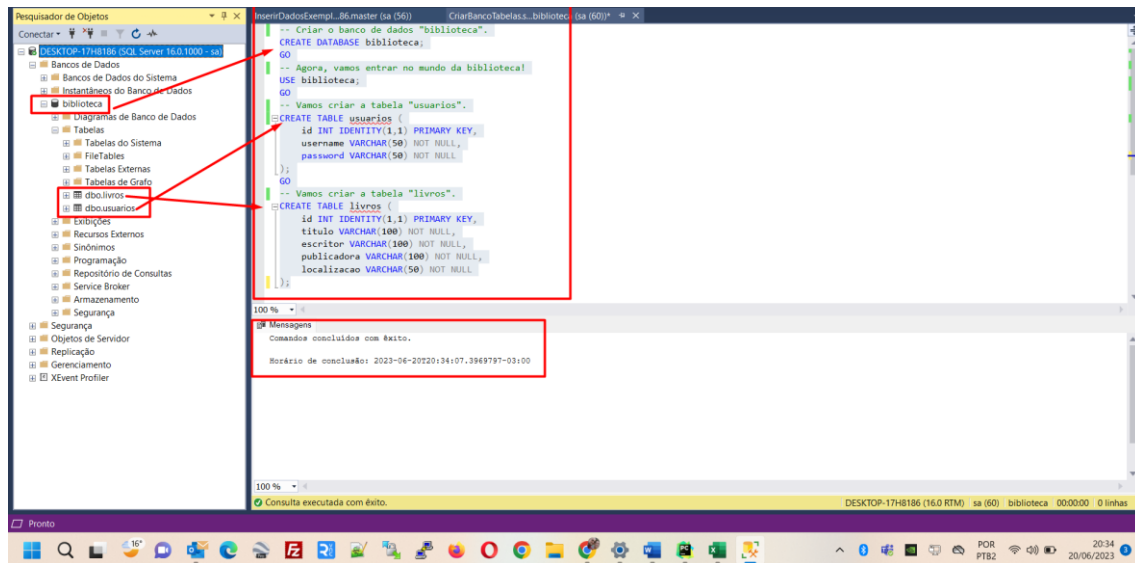 Pesquisador de Objetos
Conectar
DESKTOP-17H8186 (SQL Server 16.0.1000 - sa)
Bancos de Dados
Bancos de Dados do Sistema
Instantâneos do Banco de Dados
biblioteca
Diagramas de Banco de Dados
Tabelas
Tabelas do Sistema
FileTables
Tabelas Externas
Tabelas de Grafo
dbo.livros
dbo.usuarios
Exibições
Recursos Externos
Sinônimos
Programação
Repositório de Consultas
Service Broker
Armazenamento
Segurança
Segurança
Objetos de Servidor
Replicação
Gerenciamento
XEvent Profiler
InserirDadosExempl...86.master (sa (56))
CriarBancoTabelas.s...biblioteca (sa (60))*
-- Criar o banco de dados "biblioteca".
CREATE DATABASE biblioteca;
GO
-- Agora, vamos entrar no mundo da biblioteca!
USE biblioteca;
GO
-- Vamos criar a tabela "usuarios".
CREATE TABLE usuarios (
id INT IDENTITY(1,1) PRIMARY KEY,
username VARCHAR(50) NOT NULL,
password VARCHAR(50) NOT NULL
);
GO
-- Vamos criar a tabela "livros".
CREATE TABLE livros (
id INT IDENTITY(1,1) PRIMARY KEY,
titulo VARCHAR(100) NOT NULL,
escritor VARCHAR(100) NOT NULL,
publicadora VARCHAR(100) NOT NULL,
localizacao VARCHAR(50) NOT NULL
);
100 %
Mensagens
Comandos concluídos com êxito.
Horário de conclusão: 2023-06-20T20:34:07.3969797-03:00
100 %
Consulta executada com êxito.
DESKTOP-17H8186 (16.0 RTM) sa (60) biblioteca 00:00:00 0 linhas
Pronto
16°
POR
PTB2
20:34
20/06/2023